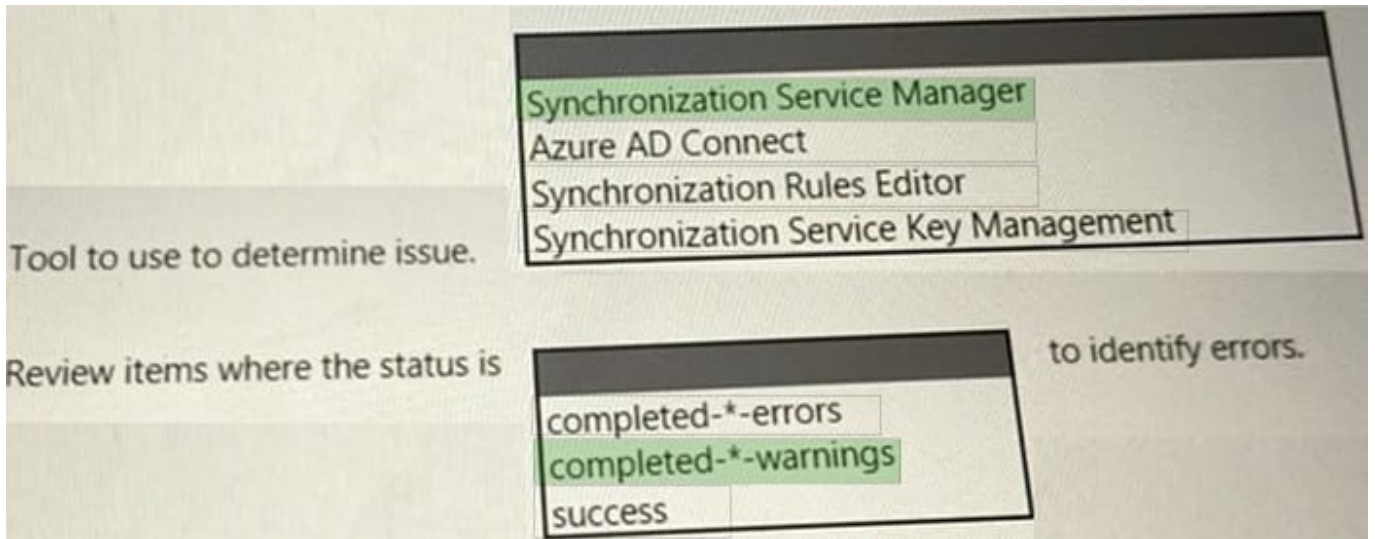 Synchronization Service Manager
Azure AD Connect
Synchronization Rules Editor
Synchronization Service Key Management
Tool to use to determine issue.
Review items where the status is
to identify errors.
completed-*-errors
completed-*-warnings
success